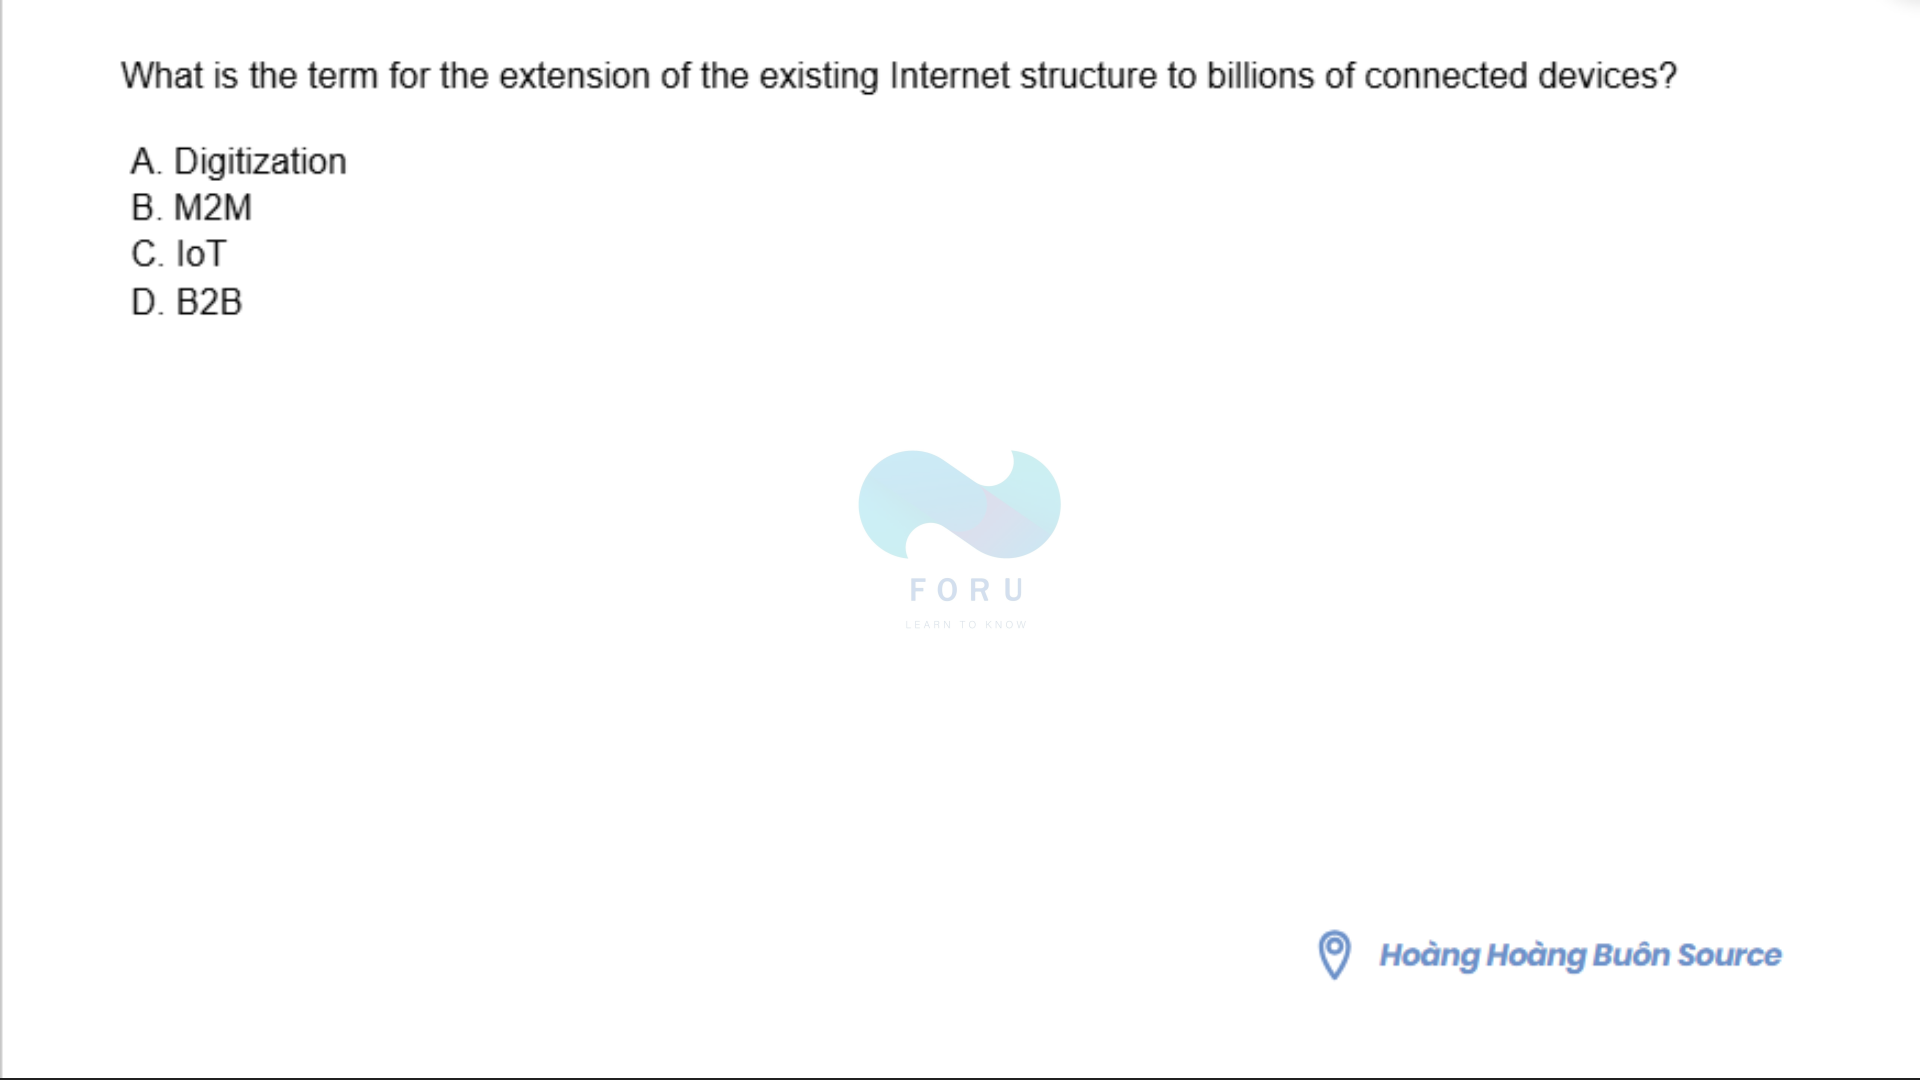 What is the term for the extension of the existing Internet structure to billions of connected devices?
A. Digitization
B. M2M
C. IoT
D. B2B
FORU
LEARN TO KNOW
Hoàng Hoàng Buôn Source